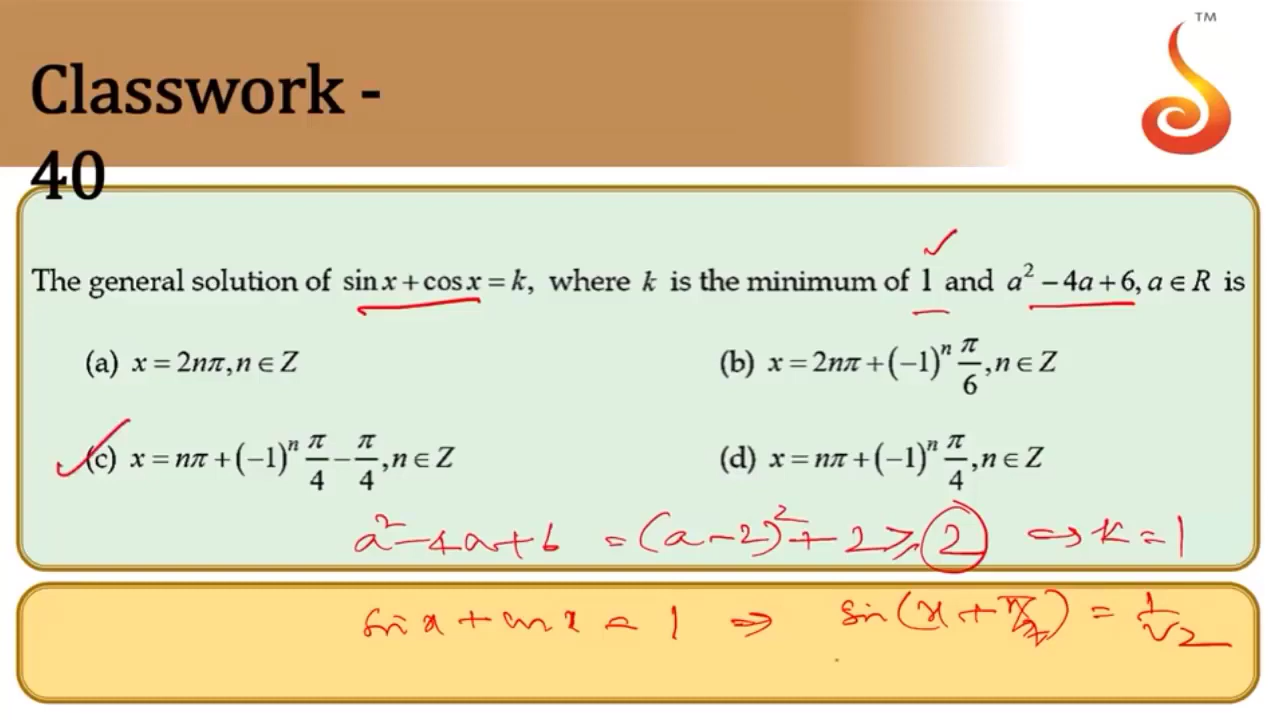 TM
Classwork -
40
The general solution of sin x + cos x = k, where k is the minimum of 1 and a² − 4a + 6, a ∈ R is
(a) x = 2nπ, n ∈ Z
(b) x = 2nπ + (−1)ⁿ π/6, n ∈ Z
(c) x = nπ + (−1)ⁿ π/4 − π/4, n ∈ Z
(d) x = nπ + (−1)ⁿ π/4, n ∈ Z
a² − 4a + 6 = (a − 2)² + 2 ≥ 2 ⇒ k = 1
sin x + cos x = 1 ⇒ sin(x + ) = 1/√2